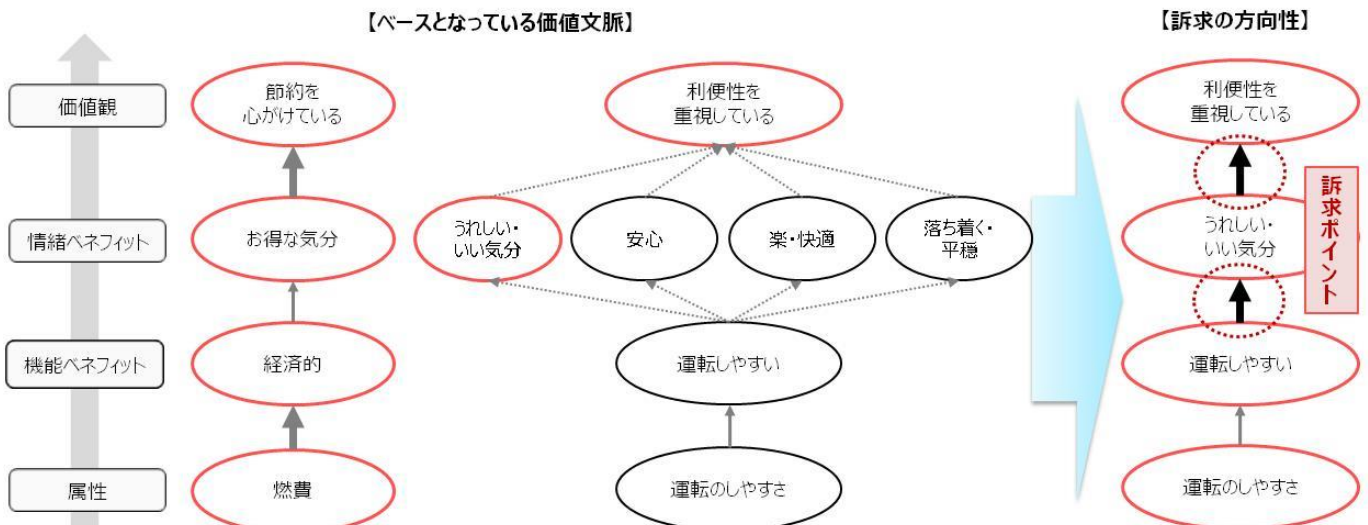 【ベースとなっている価値文脈】
【訴求の方向性】
価値観
節約を
心がけている
利便性を
重視している
利便性を
重視している
情緒ベネフィット
お得な気分
うれしい・
いい気分
安心
楽・快適
落ち着く・
平穏
うれしい・
いい気分
訴求ポイント
機能ベネフィット
経済的
運転しやすい
運転しやすい
属性
燃費
運転のしやすさ
運転のしやすさ